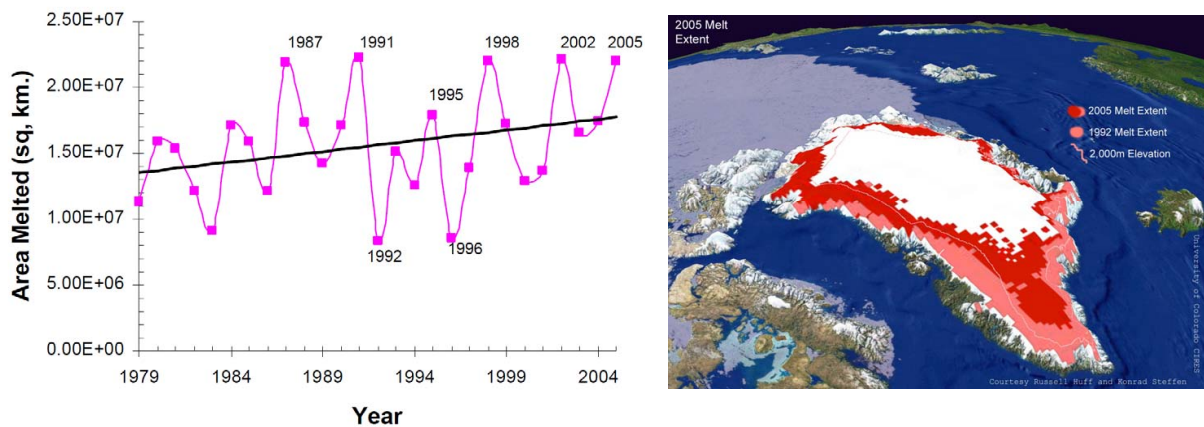 2.50E+07
2.00E+07
1.50E+07
1.00E+07
5.00E+06
0.00E+00
Area Melted (sq, km.)
1987
1991
1998
2002
2005
1995
1992
1996
1979
1984
1989
1994
1999
2004
Year
2005 Melt
Extent
2005 Melt Extent
1992 Melt Extent
2,000m Elevation
University of Colorado CIRES
Courtesy Russell Huff and Konrad Steffen